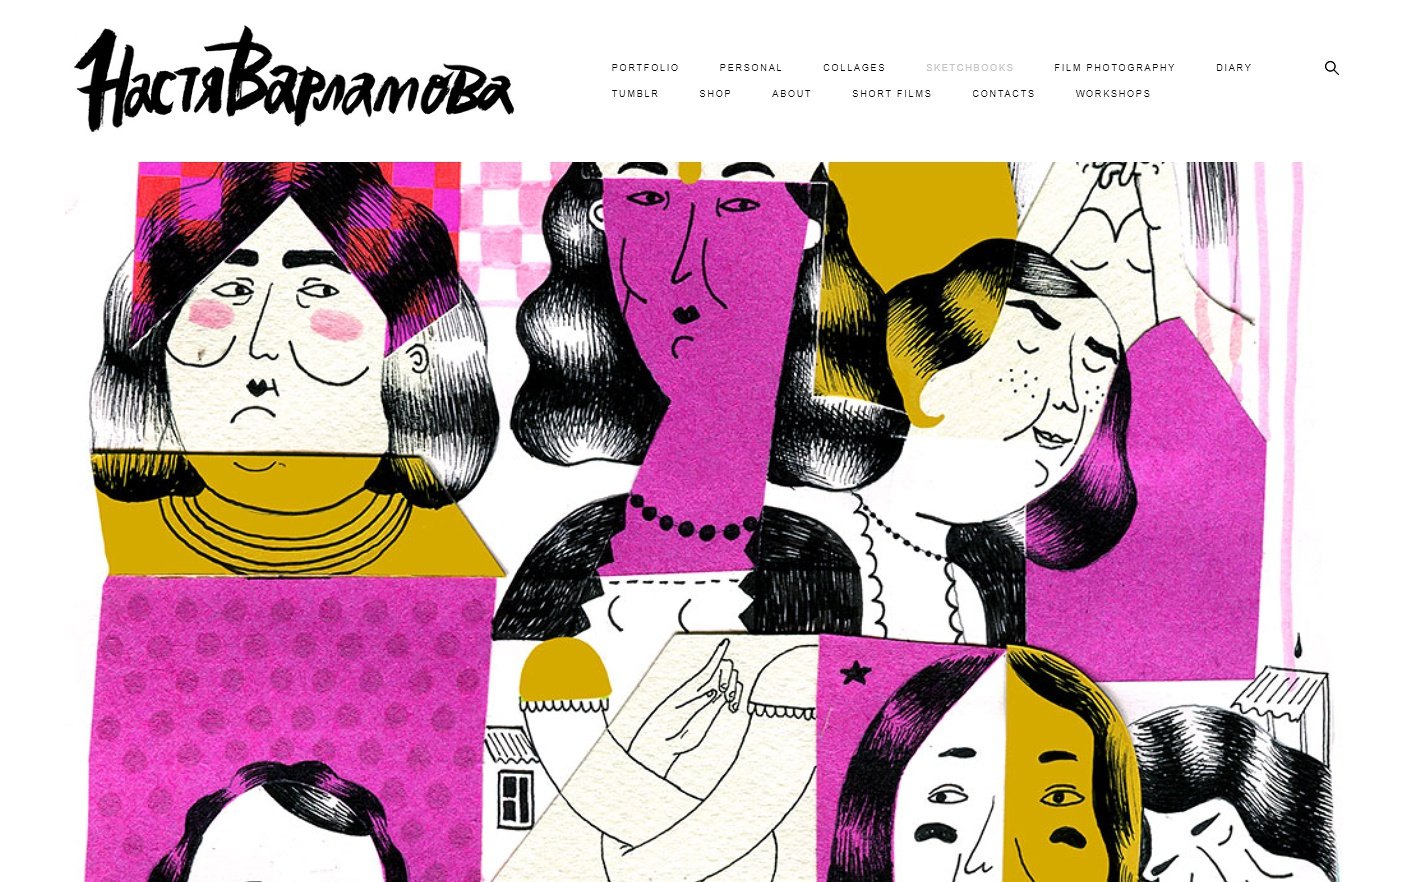 НастяВарламова
PORTFOLIO PERSONAL COLLAGES SKETCHBOOKS FILM PHOTOGRAPHY DIARY
TUMBLR SHOP ABOUT SHORT FILMS CONTACTS WORKSHOPS